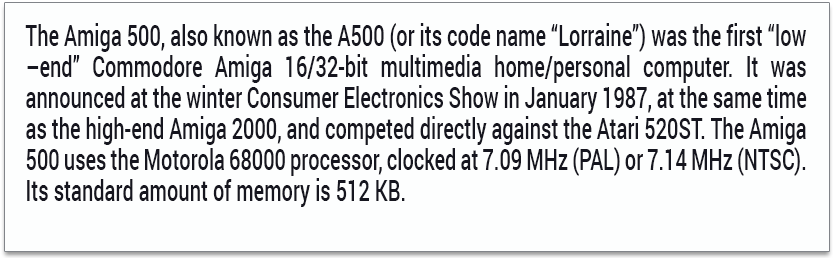 The Amiga 500, also known as the A500 (or its code name “Lorraine”) was the first “low
–end” Commodore Amiga 16/32-bit multimedia home/personal computer. It was
announced at the winter Consumer Electronics Show in January 1987, at the same time
as the high-end Amiga 2000, and competed directly against the Atari 520ST. The Amiga
500 uses the Motorola 68000 processor, clocked at 7.09 MHz (PAL) or 7.14 MHz (NTSC).
Its standard amount of memory is 512 KB.